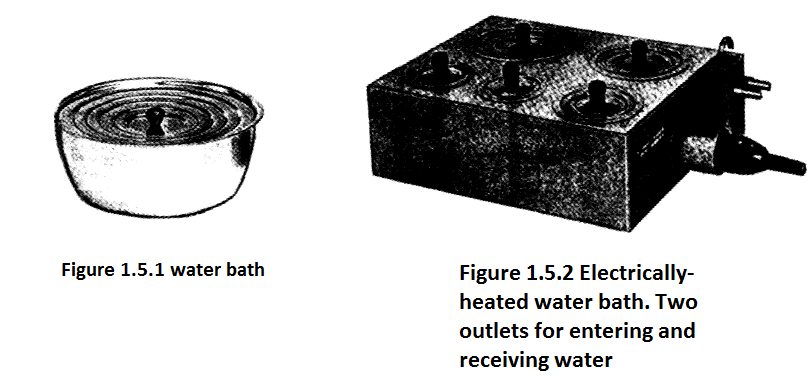 Figure 1.5.1 water bath
Figure 1.5.2 Electrically-
heated water bath. Two
outlets for entering and
receiving water